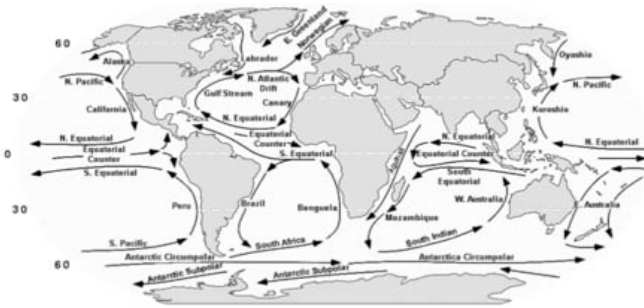 60
30
0
30
60
Alaska
N. Pacific
California
N. Equatorial
Equatorial
Counter
S. Equatorial
Peru
S. Pacific
Antarctic Circumpolar
Antarctic Subpolar
E. Greenland
Norwegian
Labrador
N. Atlantic
Drift
Gulf Stream
Canary
N. Equatorial
Equatorial
Counter
S. Equatorial
Brazil
Benguela
South Africa
Antarctic Subpolar
Mozambique
N. Equatorial
Equatorial Counter
South
Equatorial
W. Australia
South Indian
Antarctica Circumpolar
Oyashio
N. Pacific
Kuroshio
N. Equatorial
E. Australia